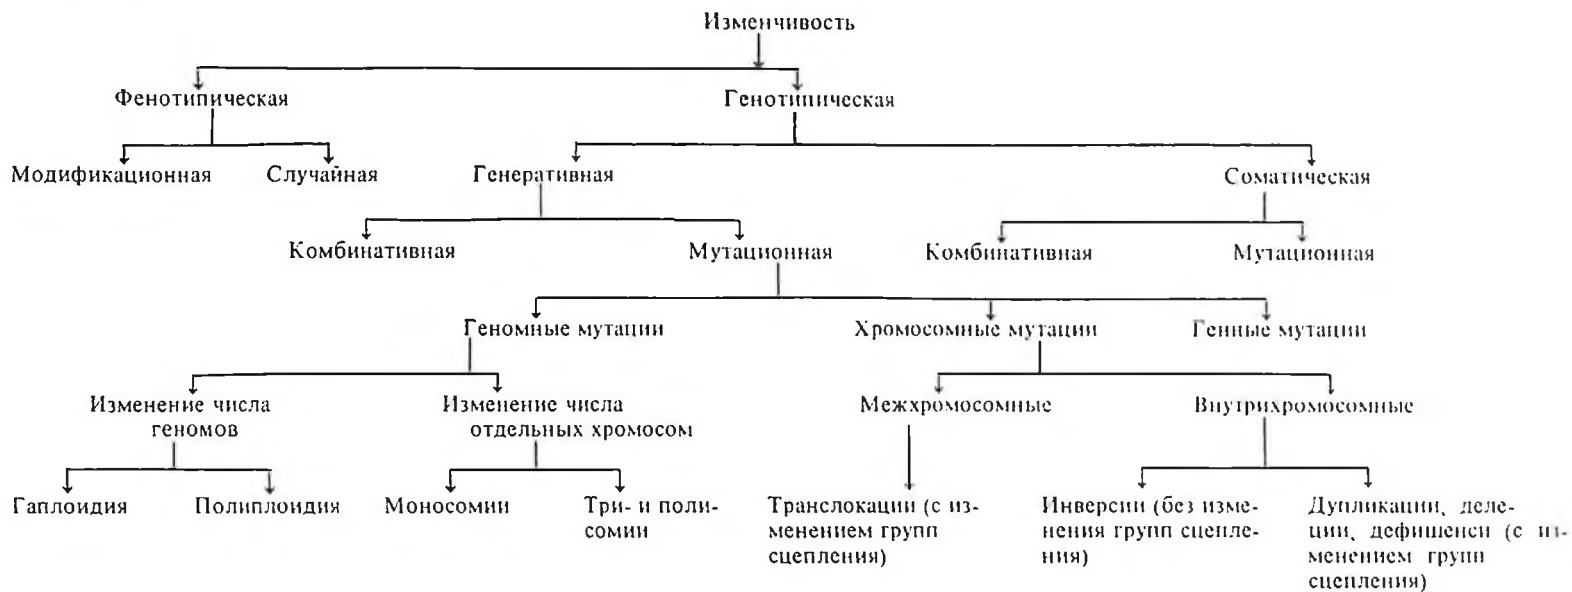 Изменчивость
Фенотипическая
Генотипическая
Модификационная
Случайная
Генеративная
Соматическая
Комбинативная
Мутационная
Комбинативная
Мутационная
Геномные мутации
Хромосомные мутации
Генные мутации
Изменение числа
геномов
Изменение числа
отдельных хромосом
Межхромосомные
Внутрихромосомные
Гаплоидия
Полиплоидия
Моносомии
Три- и поли-
сомии
Транслокации (с из-
менением групп
сцепления)
Инверсии (без изме-
нения групп сцепле-
ния)
Дупликации, деле-
ции, дефишенси (с из-
менением групп
сцепления)